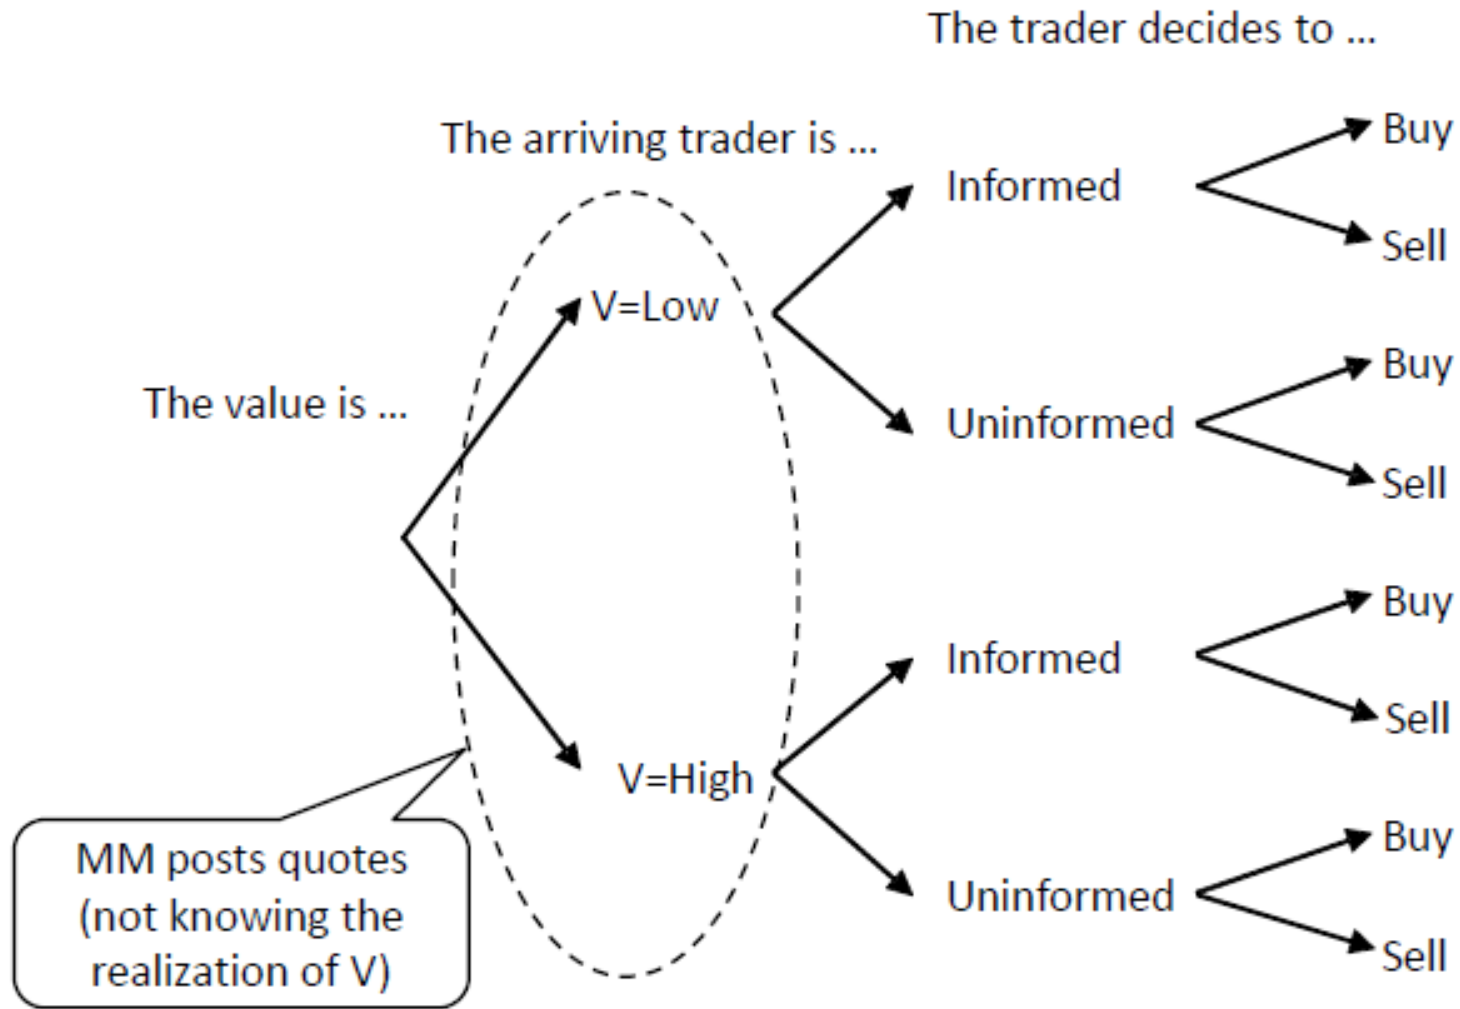 The trader decides to ...
The arriving trader is ...
Buy
Informed
Sell
V=Low
Buy
The value is ...
Uninformed
Sell
Buy
Informed
Sell
V=High
Buy
MM posts quotes
(not knowing the
realization of V)
Uninformed
Sell